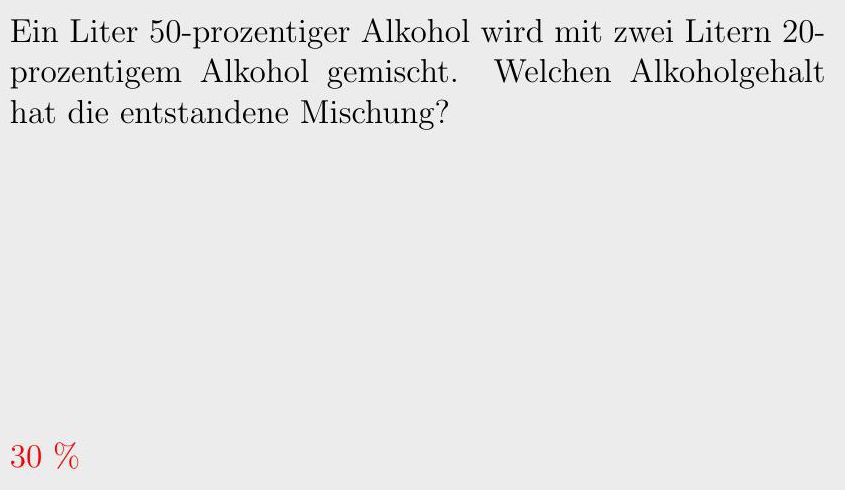 Ein Liter 50-prozentiger Alkohol wird mit zwei Litern 20-
prozentigem Alkohol gemischt. Welchen Alkoholgehalt
hat die entstandene Mischung?
30 %